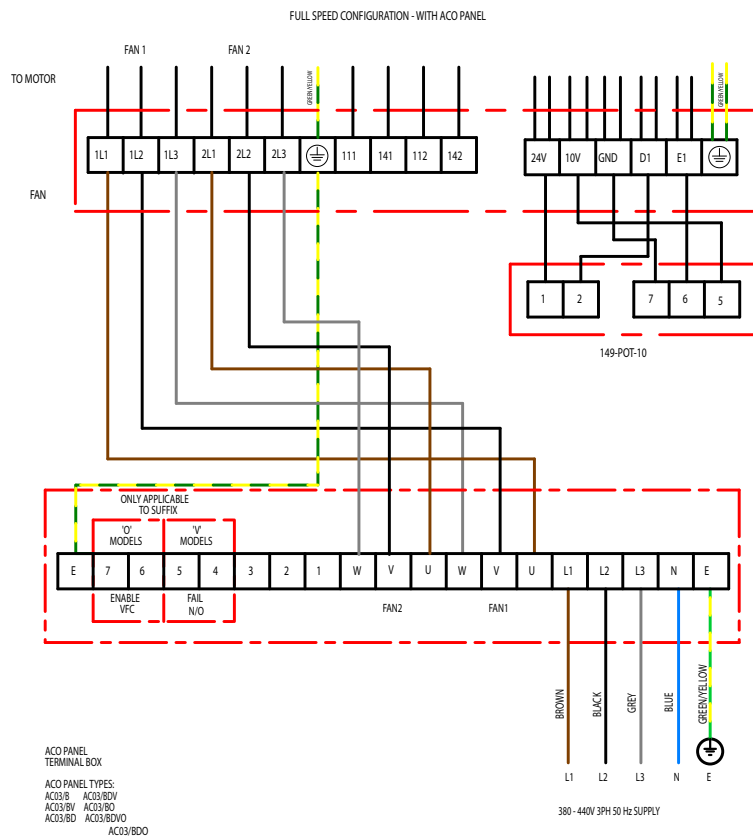 FULL SPEED CONFIGURATION - WITH ACO PANEL
FAN 1
FAN 2
TO MOTOR
GREEN/YELLOW
GREEN/YELLOW
1L1 1L2 1L3 2L1 2L2 2L3 111 141 112 142
24V 10V GND D1 E1
FAN
1 2 7 6 5
149-POT-10
ONLY APPLICABLE
TO SUFFIX
'O'
MODELS
'V'
MODELS
E 7 6 5 4 3 2 1 W V U W V U L1 L2 L3 N E
ENABLE
VFC
FAIL
N/O
FAN2
FAN1
BROWN
BLACK
GREY
BLUE
GREEN/YELLOW
L1 L2 L3 N E
380 - 440V 3PH 50 Hz SUPPLY
ACO PANEL
TERMINAL BOX
ACO PANEL TYPES:
AC03/B AC03/BDV
AC03/BV AC03/BO
AC03/BD AC03/BDVO
AC03/BDO